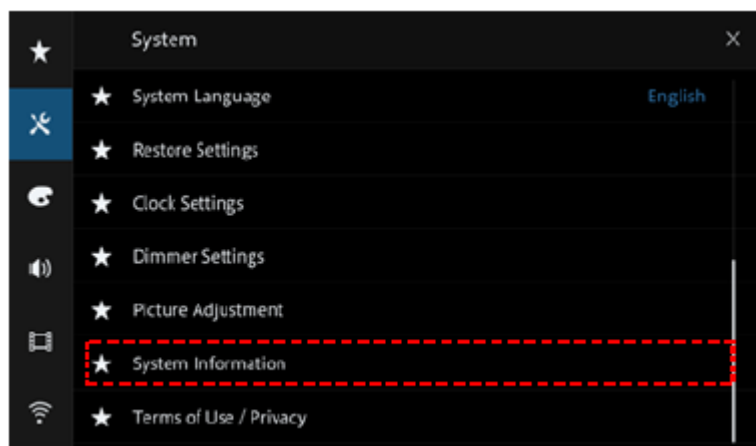 System
System Language English
Restore Settings
Clock Settings
Dimmer Settings
Picture Adjustment
System Information
Terms of Use / Privacy